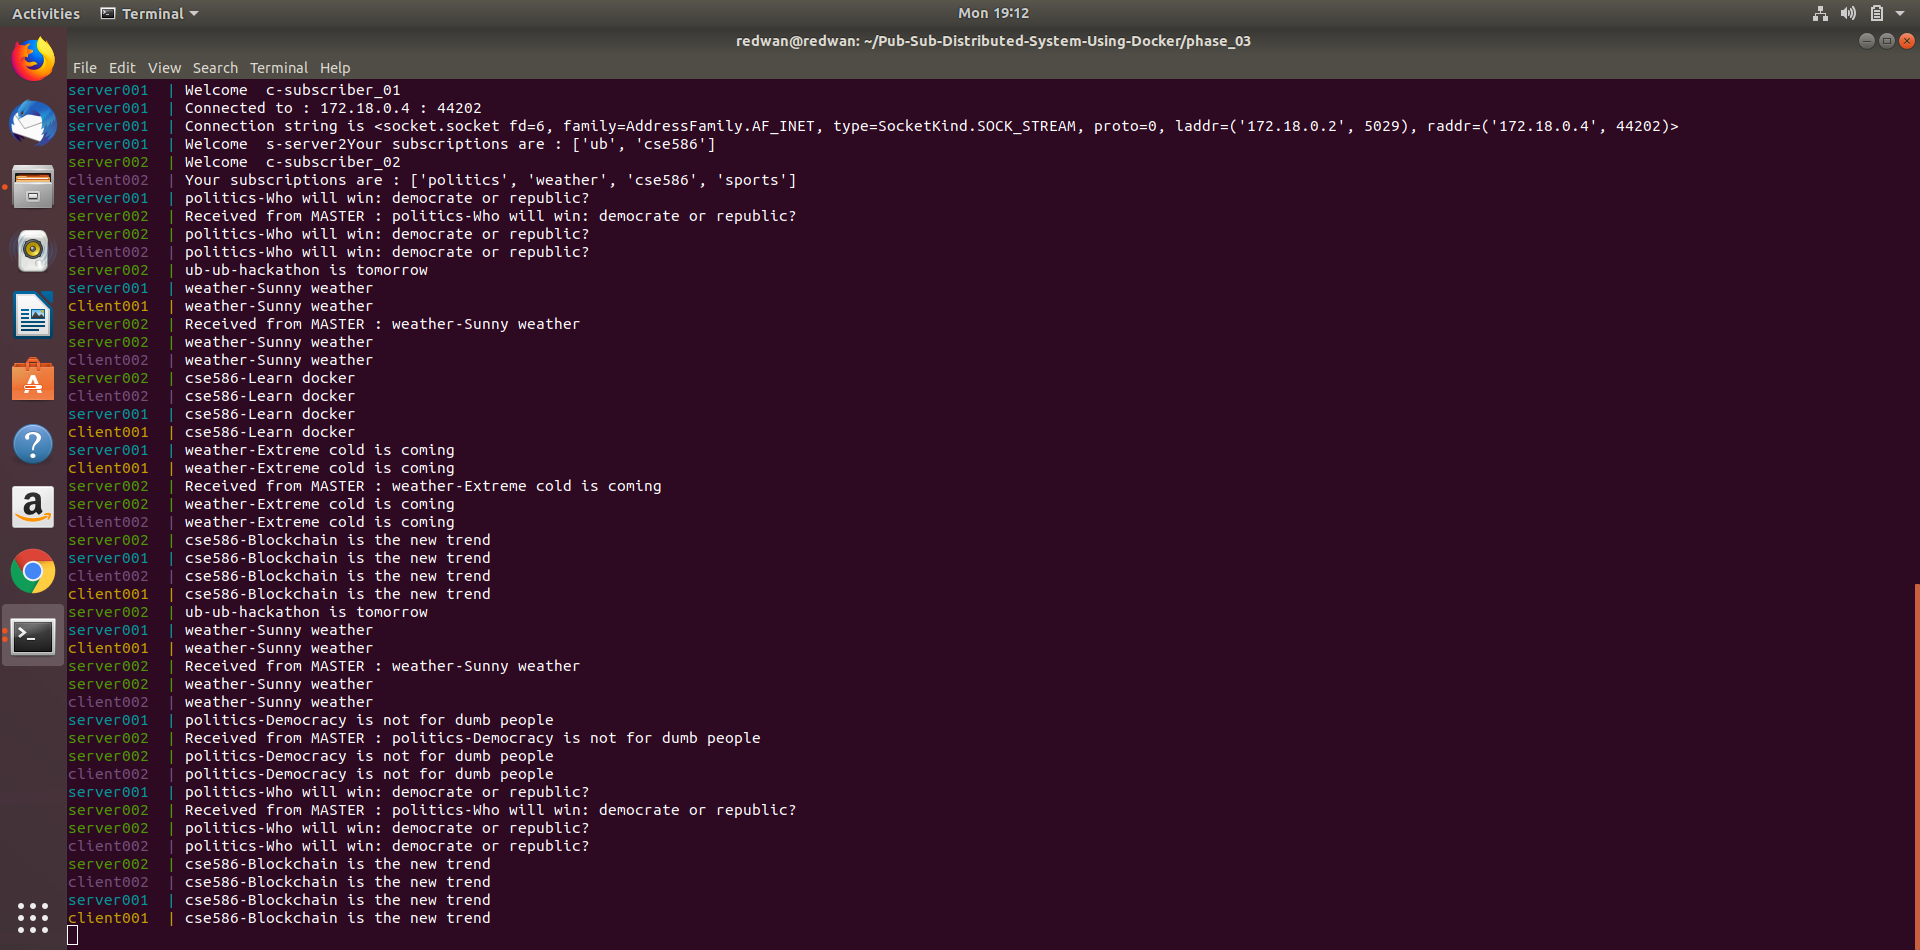 Activities Terminal Mon 19:12
redwan@redwan: ~/Pub-Sub-Distributed-System-Using-Docker/phase_03
File Edit View Search Terminal Help
server001 | Welcome  c-subscriber_01
server001 | Connected to : 172.18.0.4 : 44202
server001 | Connection string is <socket.socket fd=6, family=AddressFamily.AF_INET, type=SocketKind.SOCK_STREAM, proto=0, laddr=('172.18.0.2', 5029), raddr=('172.18.0.4', 44202)>
server001 | Welcome  s-server2Your subscriptions are : ['ub', 'cse586']
server002 | Welcome  c-subscriber_02
client002 | Your subscriptions are : ['politics', 'weather', 'cse586', 'sports']
server001 | politics-Who will win: democrate or republic?
server002 | Received from MASTER : politics-Who will win: democrate or republic?
server002 | politics-Who will win: democrate or republic?
client002 | politics-Who will win: democrate or republic?
server002 | ub-ub-hackathon is tomorrow
server001 | weather-Sunny weather
client001 | weather-Sunny weather
server002 | Received from MASTER : weather-Sunny weather
server002 | weather-Sunny weather
client002 | weather-Sunny weather
server002 | cse586-Learn docker
client002 | cse586-Learn docker
server001 | cse586-Learn docker
client001 | cse586-Learn docker
server001 | weather-Extreme cold is coming
client001 | weather-Extreme cold is coming
server002 | Received from MASTER : weather-Extreme cold is coming
server002 | weather-Extreme cold is coming
client002 | weather-Extreme cold is coming
server002 | cse586-Blockchain is the new trend
server001 | cse586-Blockchain is the new trend
client002 | cse586-Blockchain is the new trend
client001 | cse586-Blockchain is the new trend
server002 | ub-ub-hackathon is tomorrow
server001 | weather-Sunny weather
client001 | weather-Sunny weather
server002 | Received from MASTER : weather-Sunny weather
server002 | weather-Sunny weather
client002 | weather-Sunny weather
server001 | politics-Democracy is not for dumb people
server002 | Received from MASTER : politics-Democracy is not for dumb people
server002 | politics-Democracy is not for dumb people
client002 | politics-Democracy is not for dumb people
server001 | politics-Who will win: democrate or republic?
server002 | Received from MASTER : politics-Who will win: democrate or republic?
server002 | politics-Who will win: democrate or republic?
client002 | politics-Who will win: democrate or republic?
server002 | cse586-Blockchain is the new trend
client002 | cse586-Blockchain is the new trend
server001 | cse586-Blockchain is the new trend
client001 | cse586-Blockchain is the new trend